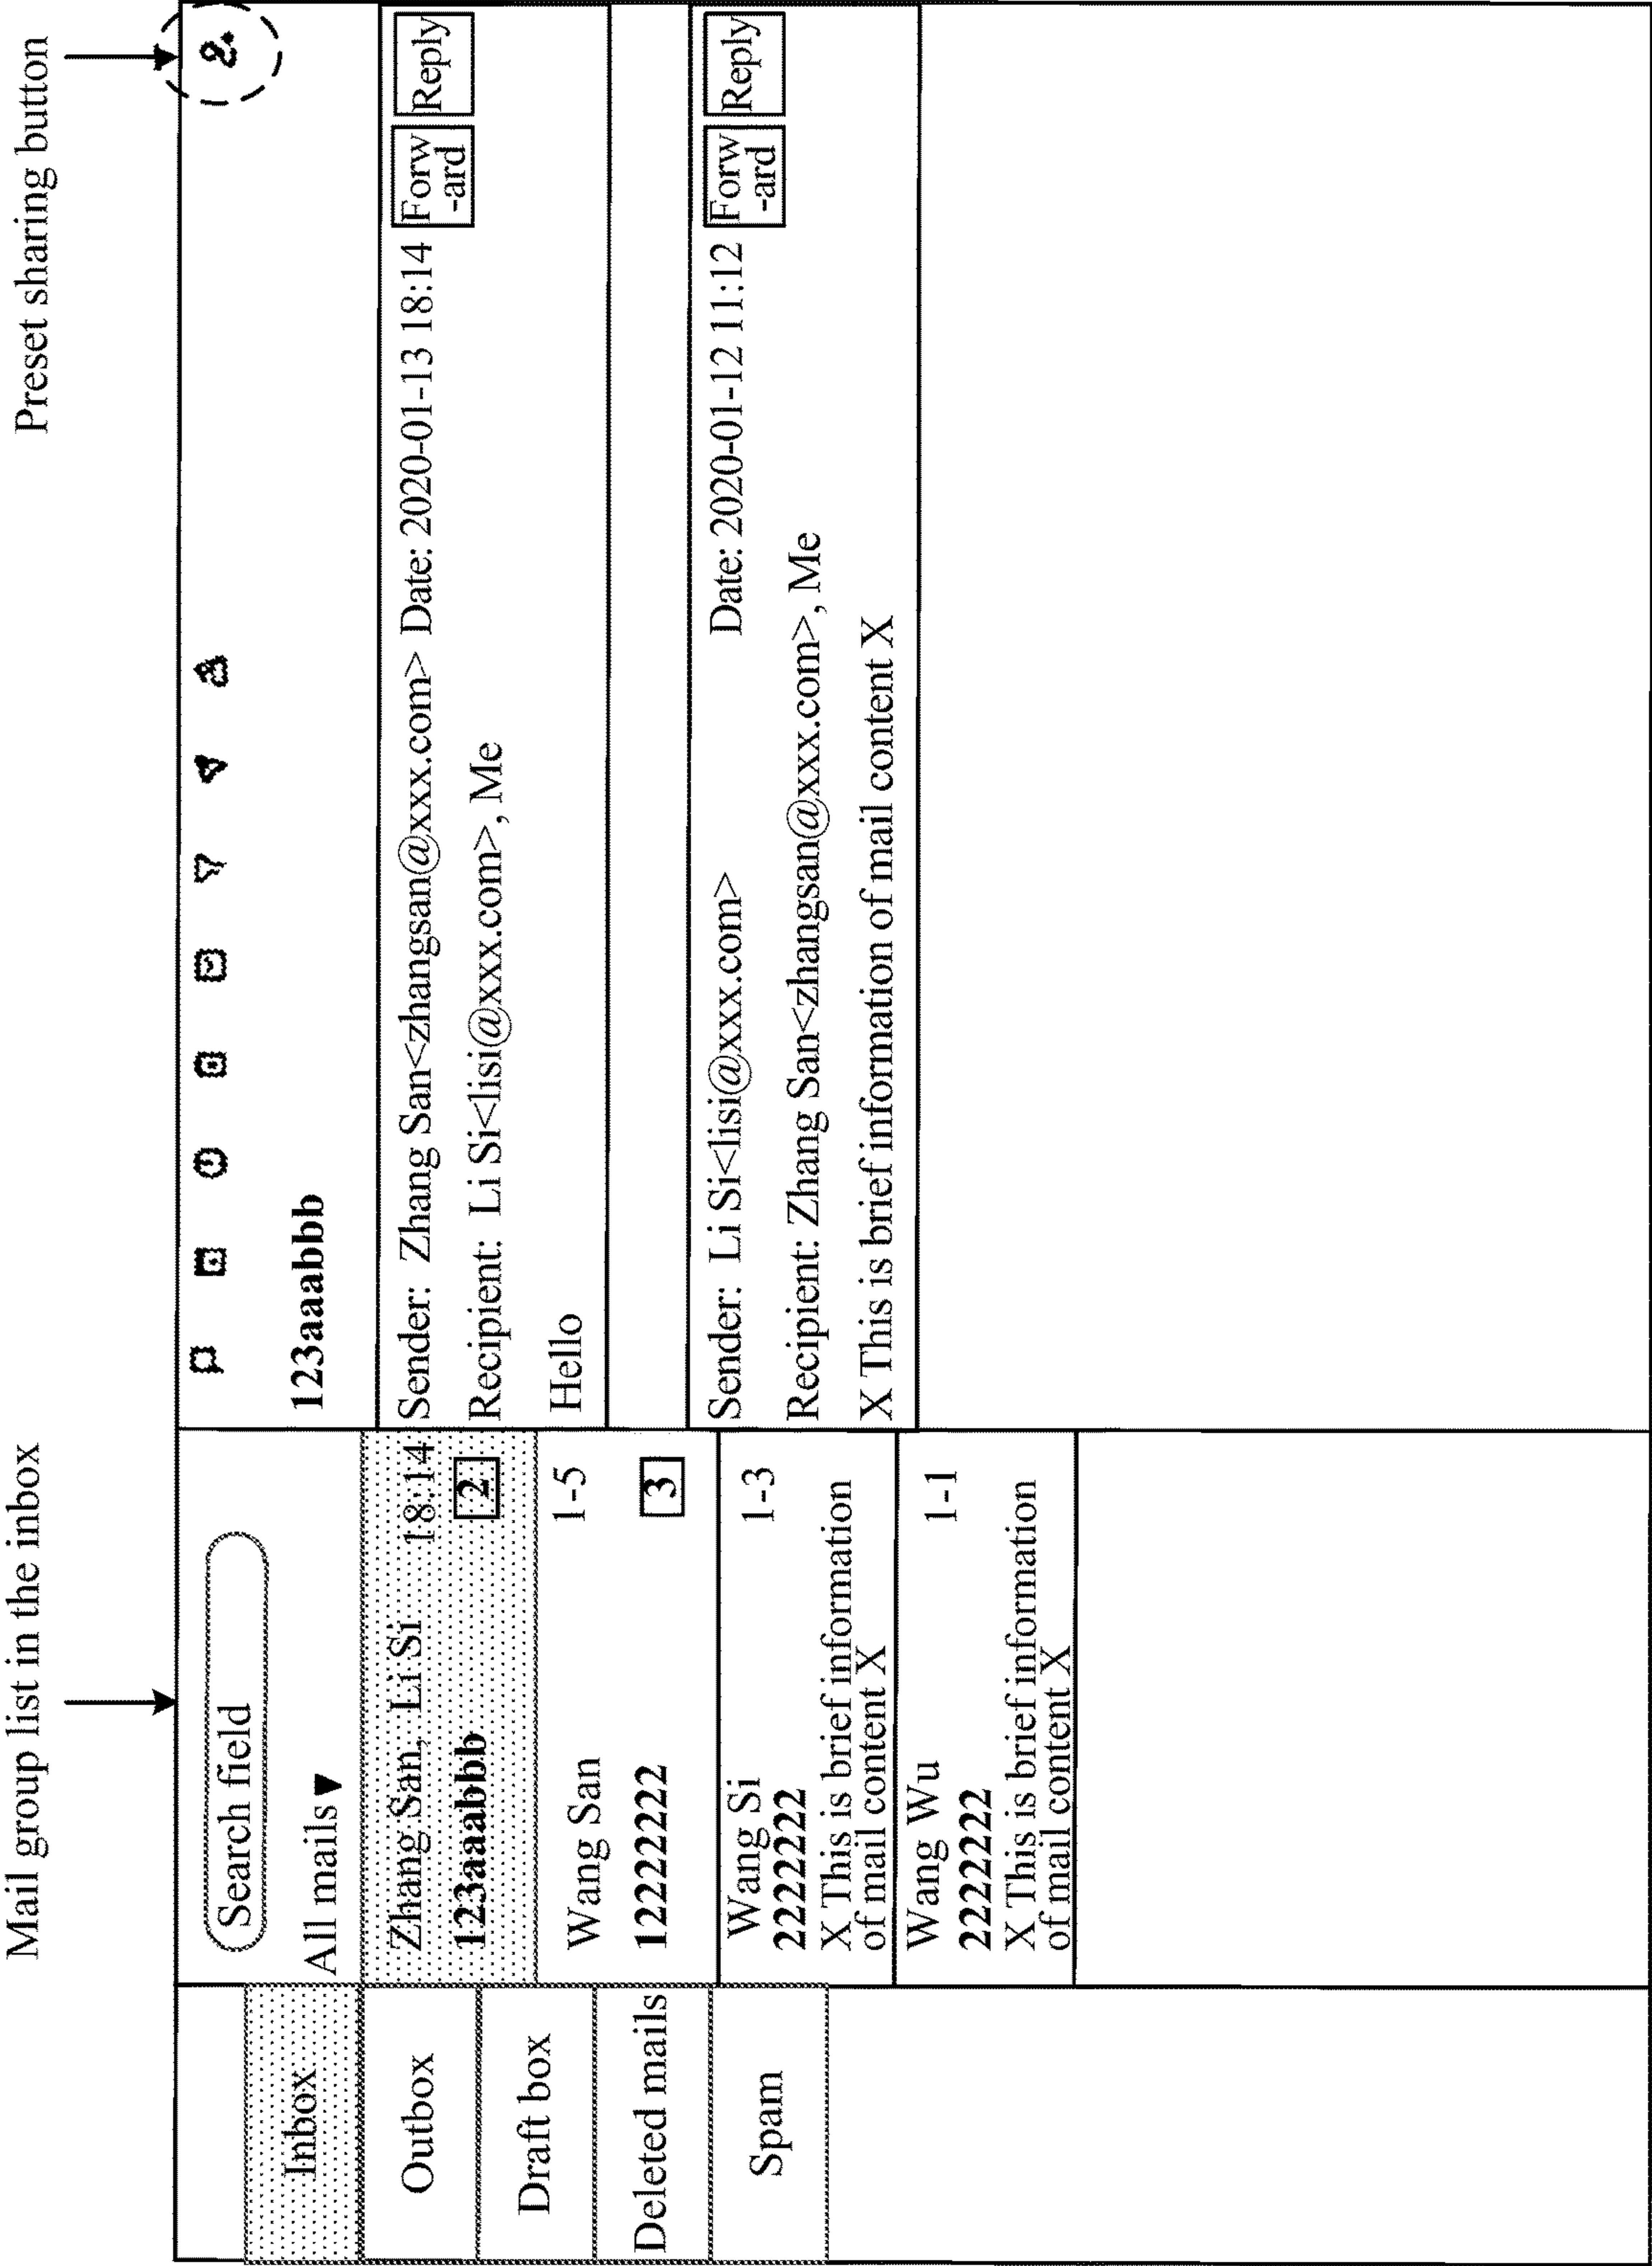 Mail group list in the inbox
Preset sharing button
Inbox
Outbox
Draft box
Deleted mails
Spam
Search field
All mails
Zhang San, Li Si 18:14
123aaabbb 2
Wang San 1-5
12222222 3
Wang Si 1-3
2222222
X This is brief information
of mail content X
Wang Wu 1-1
2222222
X This is brief information
of mail content X
123aaabbb
Sender: Zhang San<zhangsan@xxx.com> Date: 2020-01-13 18:14 Forw
-ard Reply
Recipient: Li Si<lisi@xxx.com>, Me
Hello
Sender: Li Si<lisi@xxx.com> Date: 2020-01-12 11:12 Forw
-ard Reply
Recipient: Zhang San<zhangsan@xxx.com>, Me
X This is brief information of mail content X